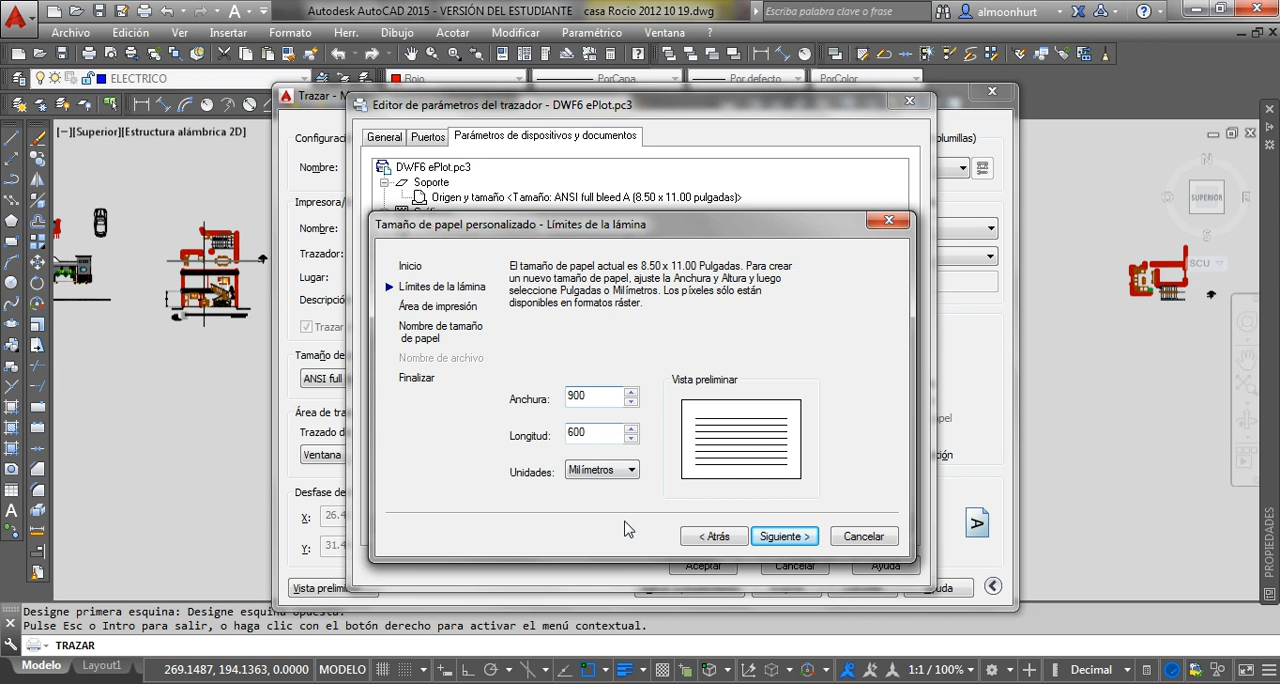 Autodesk AutoCAD 2015 - VERSIÓN DEL ESTUDIANTE    casa Rocio 2012 10 19.dwg
Escriba palabra clave o frase
almoonhurt
Archivo Edición Ver Insertar Formato Herr. Dibujo Acotar Modificar Paramétrico Ventana ?
ELECTRICO
Rojo
PorCapa
Por defecto
PorColor
[−][Superior][Estructura alámbrica 2D]
Trazar - M
Editor de parámetros del trazador - DWF6 ePlot.pc3
Configuraci
General
Puertos
Parámetros de dispositivos y documentos
plumillas)
Nombre:
DWF6 ePlot.pc3
Soporte
Origen y tamaño <Tamaño: ANSI full bleed A (8.50 x 11.00 pulgadas)>
Impresora/
Nombre:
Trazador:
Lugar:
Descripció
Trazar
Tamaño de
ANSI full
Área de tra
Trazado d
Ventana
Desfase de
X:
26.4
Y:
31.4
Vista prelimin
Tamaño de papel personalizado - Límites de la lámina
Inicio
Límites de la lámina
Área de impresión
Nombre de tamaño
de papel
Nombre de archivo
Finalizar
El tamaño de papel actual es 8.50 x 11.00 Pulgadas. Para crear
un nuevo tamaño de papel, ajuste la Anchura y Altura y luego
seleccione Pulgadas o Milímetros. Los píxeles sólo están
disponibles en formatos ráster.
Anchura: 900
Longitud: 600
Unidades: Milímetros
Vista preliminar
< Atrás
Siguiente >
Cancelar
Aceptar
Cancelar
Ayuda
N
O
SUPERIOR
E
S
SCU
A
PROPIEDADES
Designe primera esquina: Designe esquina opuesta:
Pulse Esc o Intro para salir, o haga clic con el botón derecho para activar el menú contextual.
TRAZAR
Modelo
Layout1
269.1487, 194.1363, 0.0000
MODELO
1:1 / 100%
Decimal